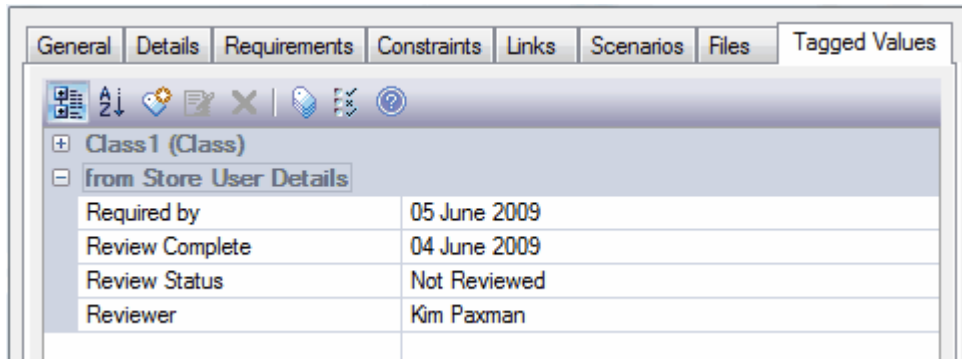 General Details Requirements Constraints Links Scenarios Files Tagged Values
Class1 (Class)
from Store User Details
Required by 05 June 2009
Review Complete 04 June 2009
Review Status Not Reviewed
Reviewer Kim Paxman